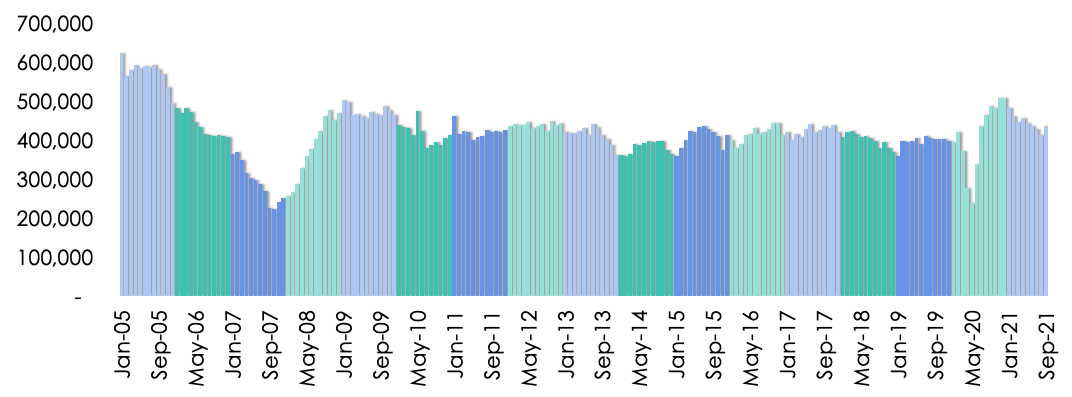 700,000
600,000
500,000
400,000
300,000
200,000
100,000
-
Jan-05
Sep-05
May-06
Jan-07
Sep-07
May-08
Jan-09
Sep-09
May-10
Jan-11
Sep-11
May-12
Jan-13
Sep-13
May-14
Jan-15
Sep-15
May-16
Jan-17
Sep-17
May-18
Jan-19
Sep-19
May-20
Jan-21
Sep-21